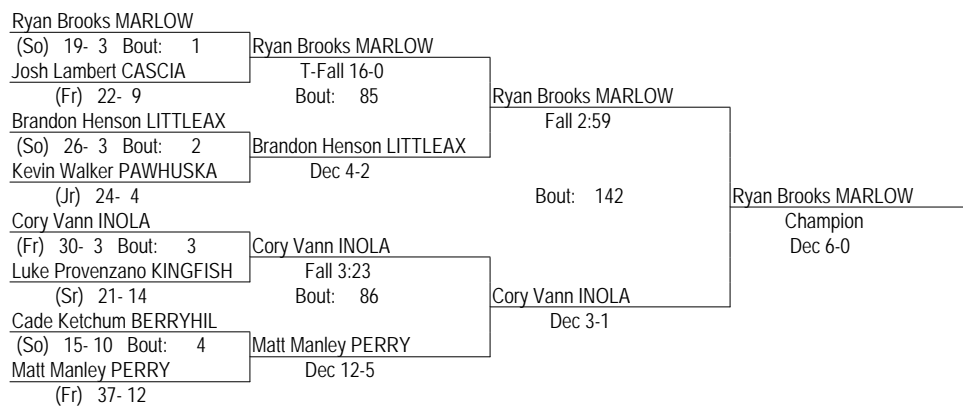 Ryan Brooks MARLOW
(So) 19- 3 Bout: 1
Josh Lambert CASCIA
(Fr) 22- 9
Brandon Henson LITTLEAX
(So) 26- 3 Bout: 2
Kevin Walker PAWHUSKA
(Jr) 24- 4
Cory Vann INOLA
(Fr) 30- 3 Bout: 3
Luke Provenzano KINGFISH
(Sr) 21- 14
Cade Ketchum BERRYHIL
(So) 15- 10 Bout: 4
Matt Manley PERRY
(Fr) 37- 12
Ryan Brooks MARLOW
T-Fall 16-0
Bout: 85
Brandon Henson LITTLEAX
Dec 4-2
Cory Vann INOLA
Fall 3:23
Bout: 86
Matt Manley PERRY
Dec 12-5
Ryan Brooks MARLOW
Fall 2:59
Bout: 142
Cory Vann INOLA
Dec 3-1
Ryan Brooks MARLOW
Champion
Dec 6-0